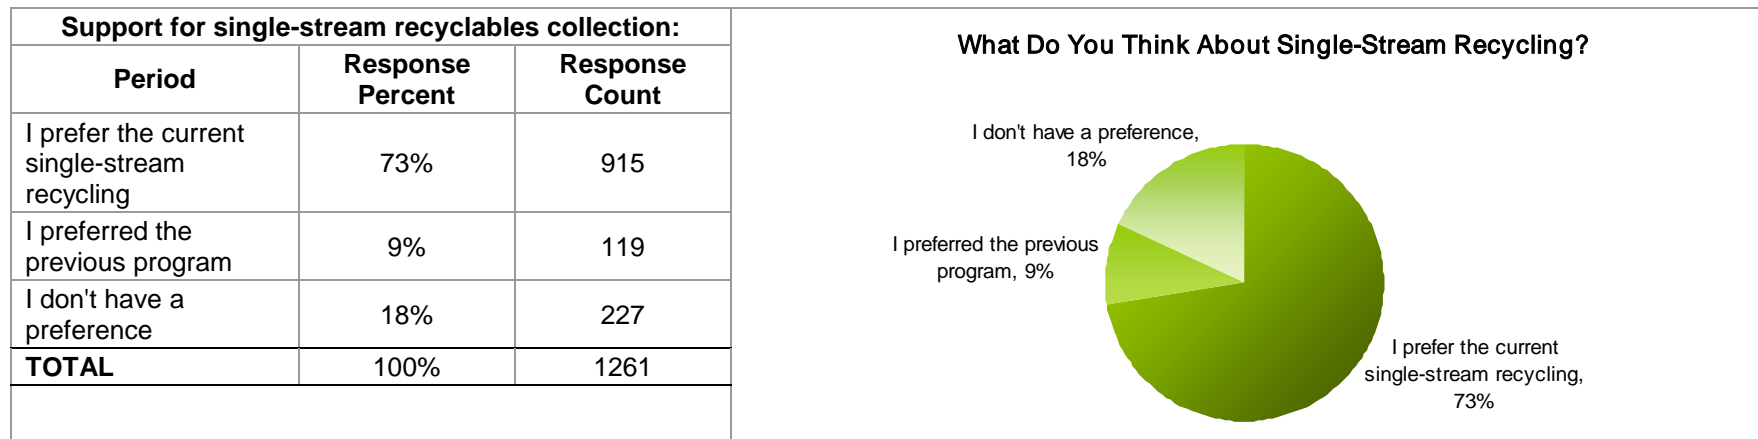 Support for single-stream recyclables collection:
Period
Response
Percent
Response
Count
I prefer the current
single-stream
recycling
73%
915
I preferred the
previous program
9%
119
I don't have a
preference
18%
227
TOTAL
100%
1261
What Do You Think About Single-Stream Recycling?
I don't have a preference,
18%
I preferred the previous
program, 9%
I prefer the current
single-stream recycling,
73%